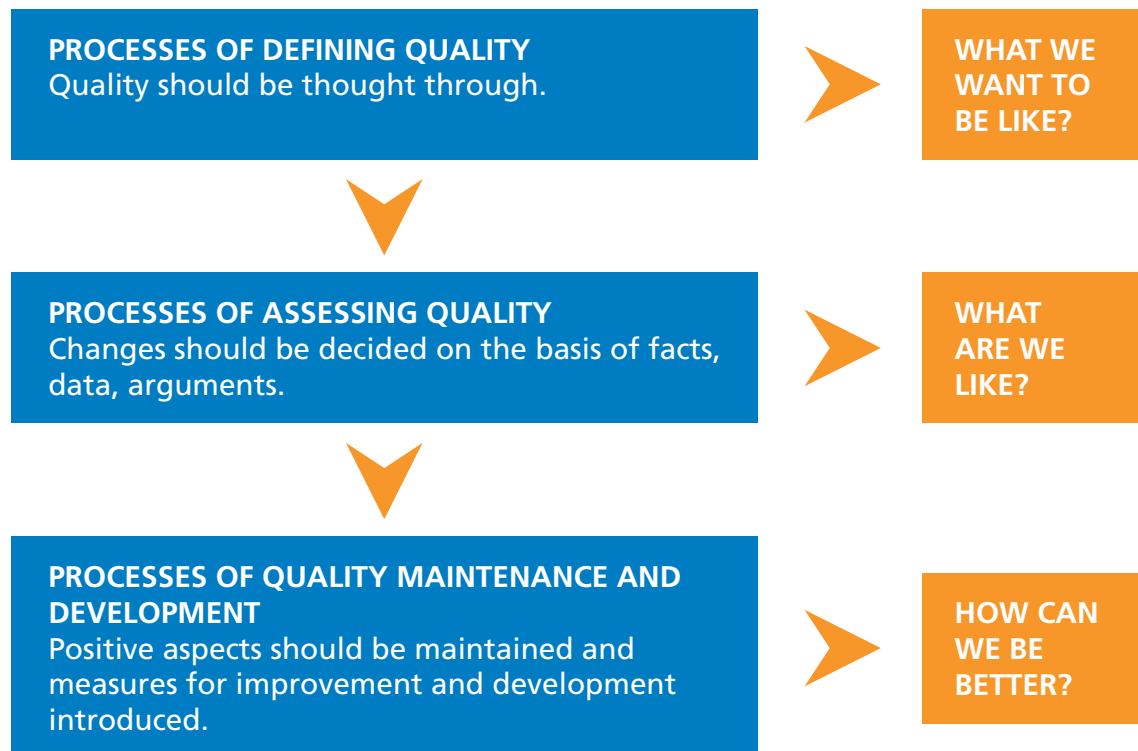 PROCESSES OF DEFINING QUALITY
Quality should be thought through.
WHAT WE
WANT TO
BE LIKE?
PROCESSES OF ASSESSING QUALITY
Changes should be decided on the basis of facts,
data, arguments.
WHAT
ARE WE
LIKE?
PROCESSES OF QUALITY MAINTENANCE AND
DEVELOPMENT
Positive aspects should be maintained and
measures for improvement and development
introduced.
HOW CAN
WE BE
BETTER?